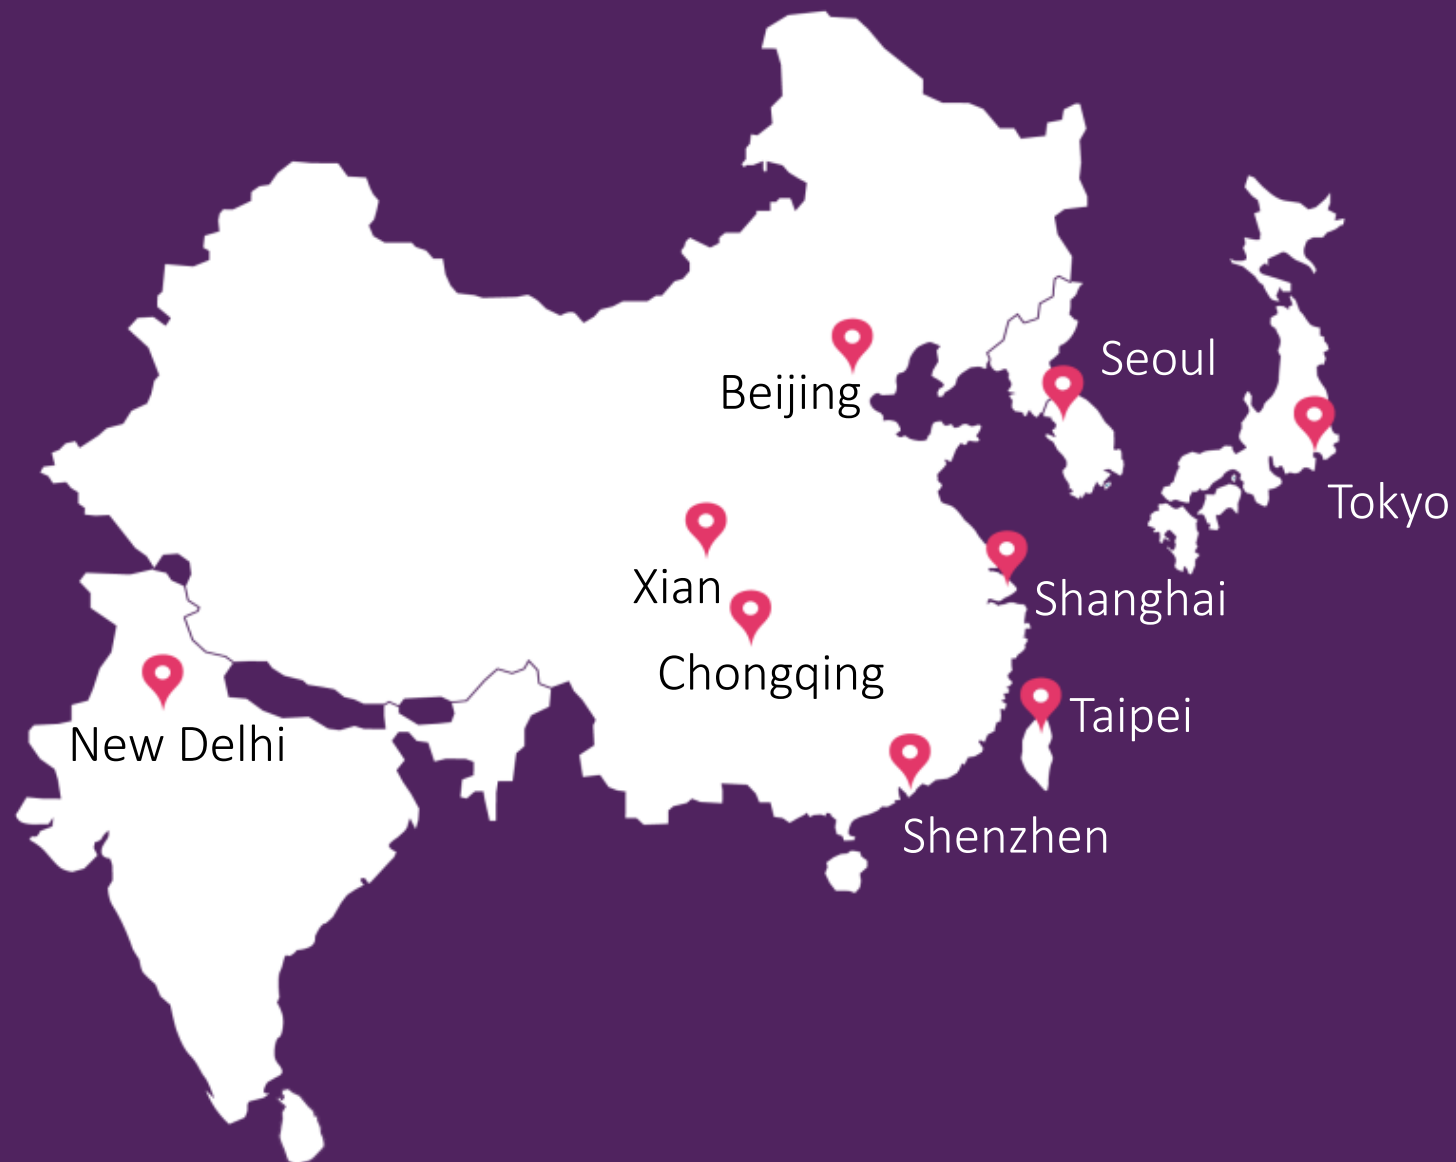 Seoul
Beijing
Tokyo
Xian
Shanghai
Chongqing
Taipei
New Delhi
Shenzhen